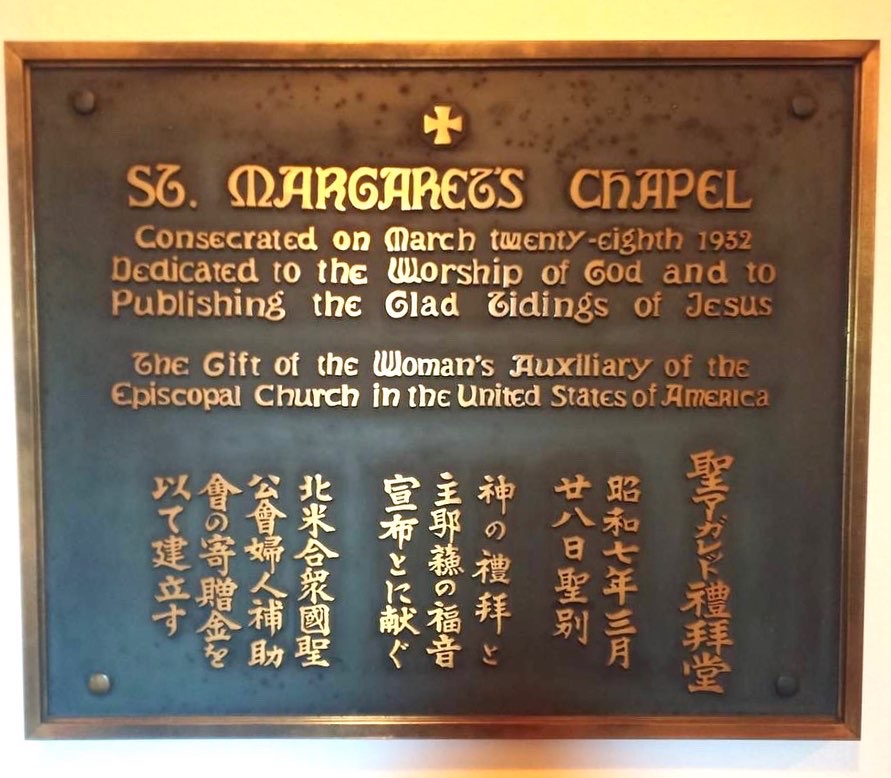 St. Margaret's Chapel
Consecrated on March twenty-eighth 1932
Dedicated to the Worship of God and to
Publishing the Glad Tidings of Jesus
The Gift of the Woman's Auxiliary of the
Episcopal Church in the United States of America
聖マアガレット禮拜堂
昭和七年三月
廿八日聖別
神の禮拜と
主耶蘇の福音
宣布とに献ぐ
北米合衆國聖
公會婦人補助
會の寄贈金を
以て建立す